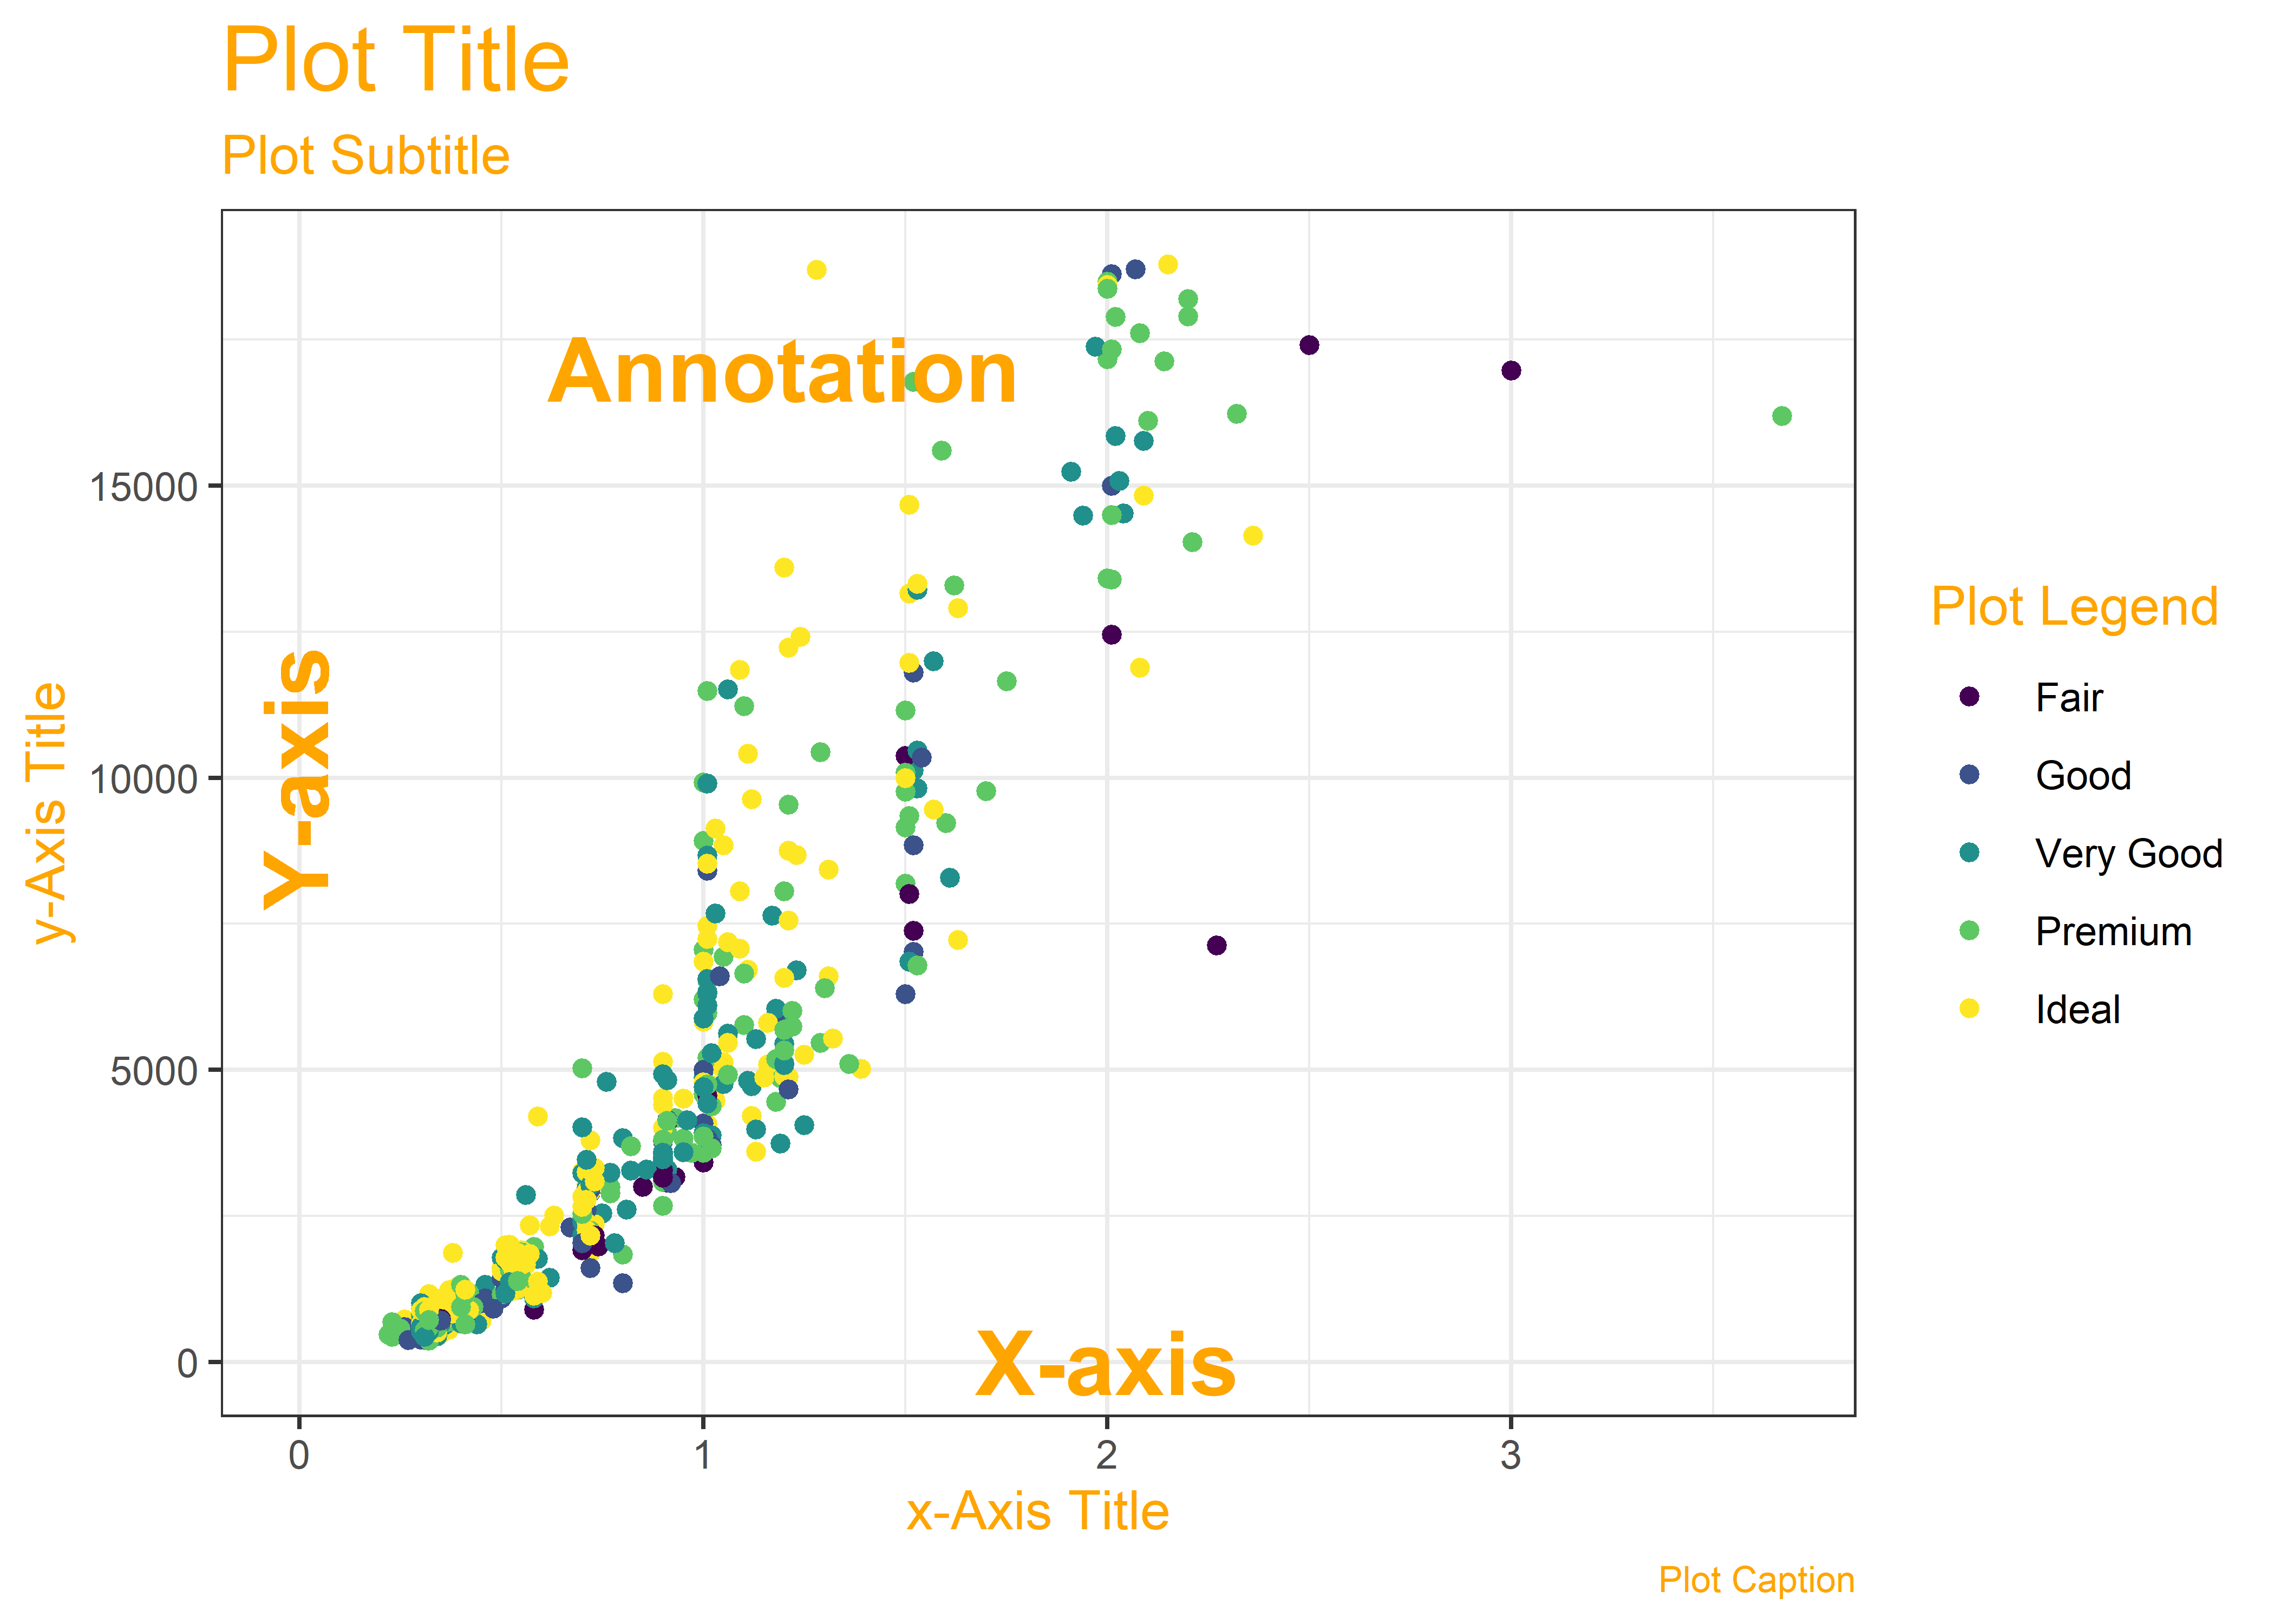 Plot Title
Plot Subtitle
Annotation
Y-axis
X-axis
y-Axis Title
15000
10000
5000
0
0
1
2
3
x-Axis Title
Plot Caption
Plot Legend
Fair
Good
Very Good
Premium
Ideal